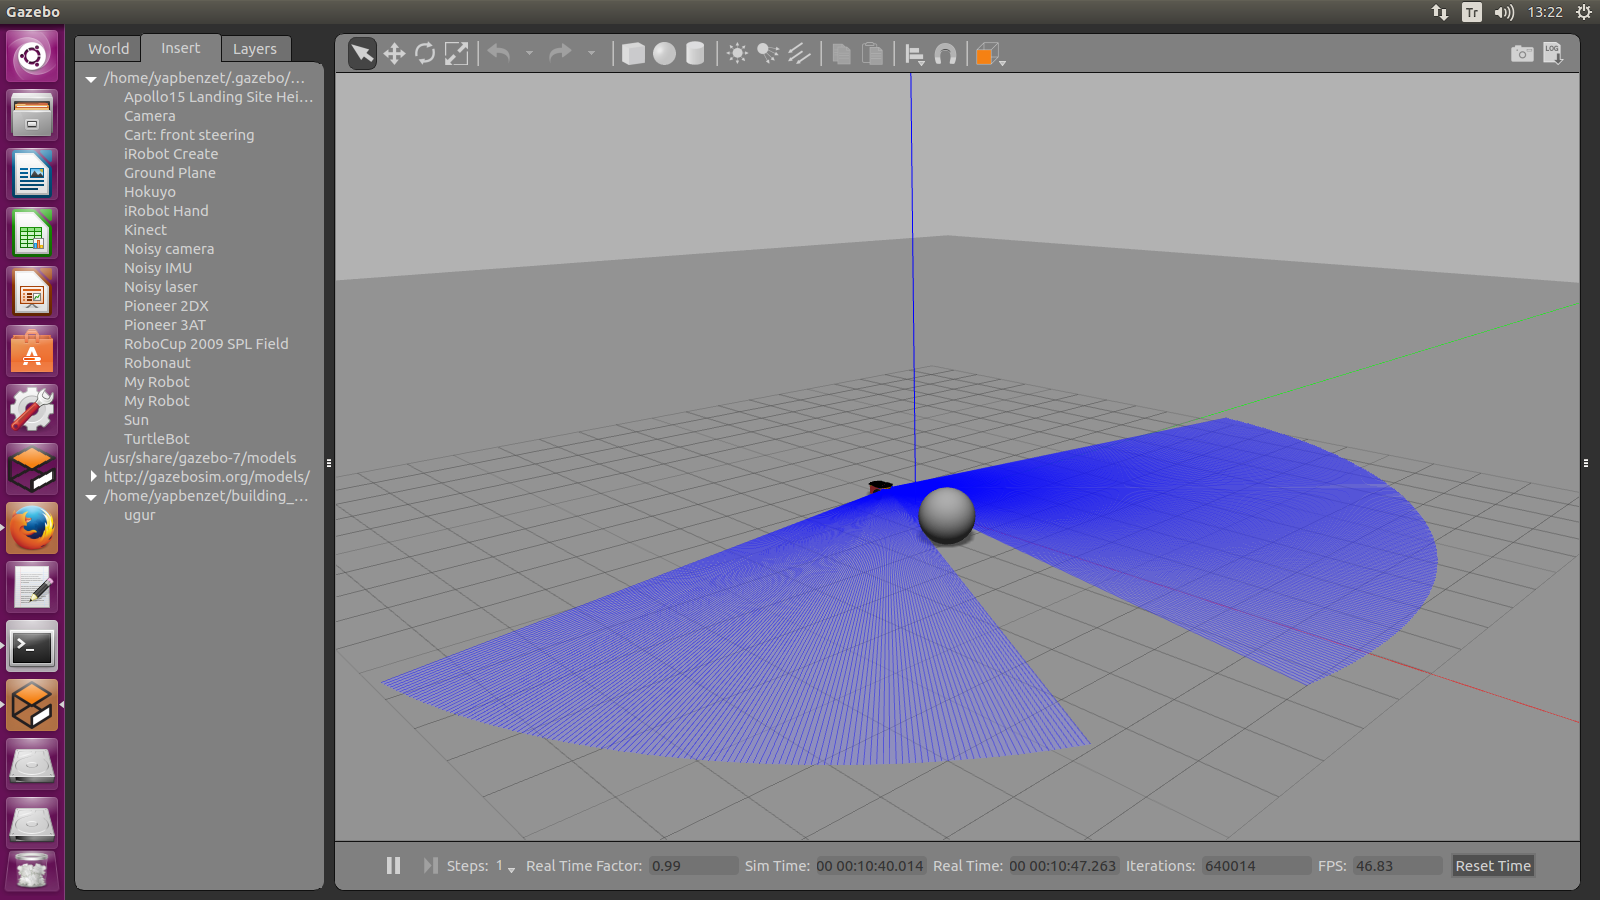 Gazebo
Tr
13:22
World Insert Layers
LOG
/home/yapbenzet/.gazebo/...
Apollo15 Landing Site Hei...
Camera
Cart: front steering
iRobot Create
Ground Plane
Hokuyo
iRobot Hand
Kinect
Noisy camera
Noisy IMU
Noisy laser
Pioneer 2DX
Pioneer 3AT
RoboCup 2009 SPL Field
Robonaut
My Robot
My Robot
Sun
TurtleBot
/usr/share/gazebo-7/models
http://gazebosim.org/models/
/home/yapbenzet/building_...
ugur
Steps: 1 Real Time Factor: 0.99 Sim Time: 00 00:10:40.014 Real Time: 00 00:10:47.263 Iterations: 640014 FPS: 46.83 Reset Time